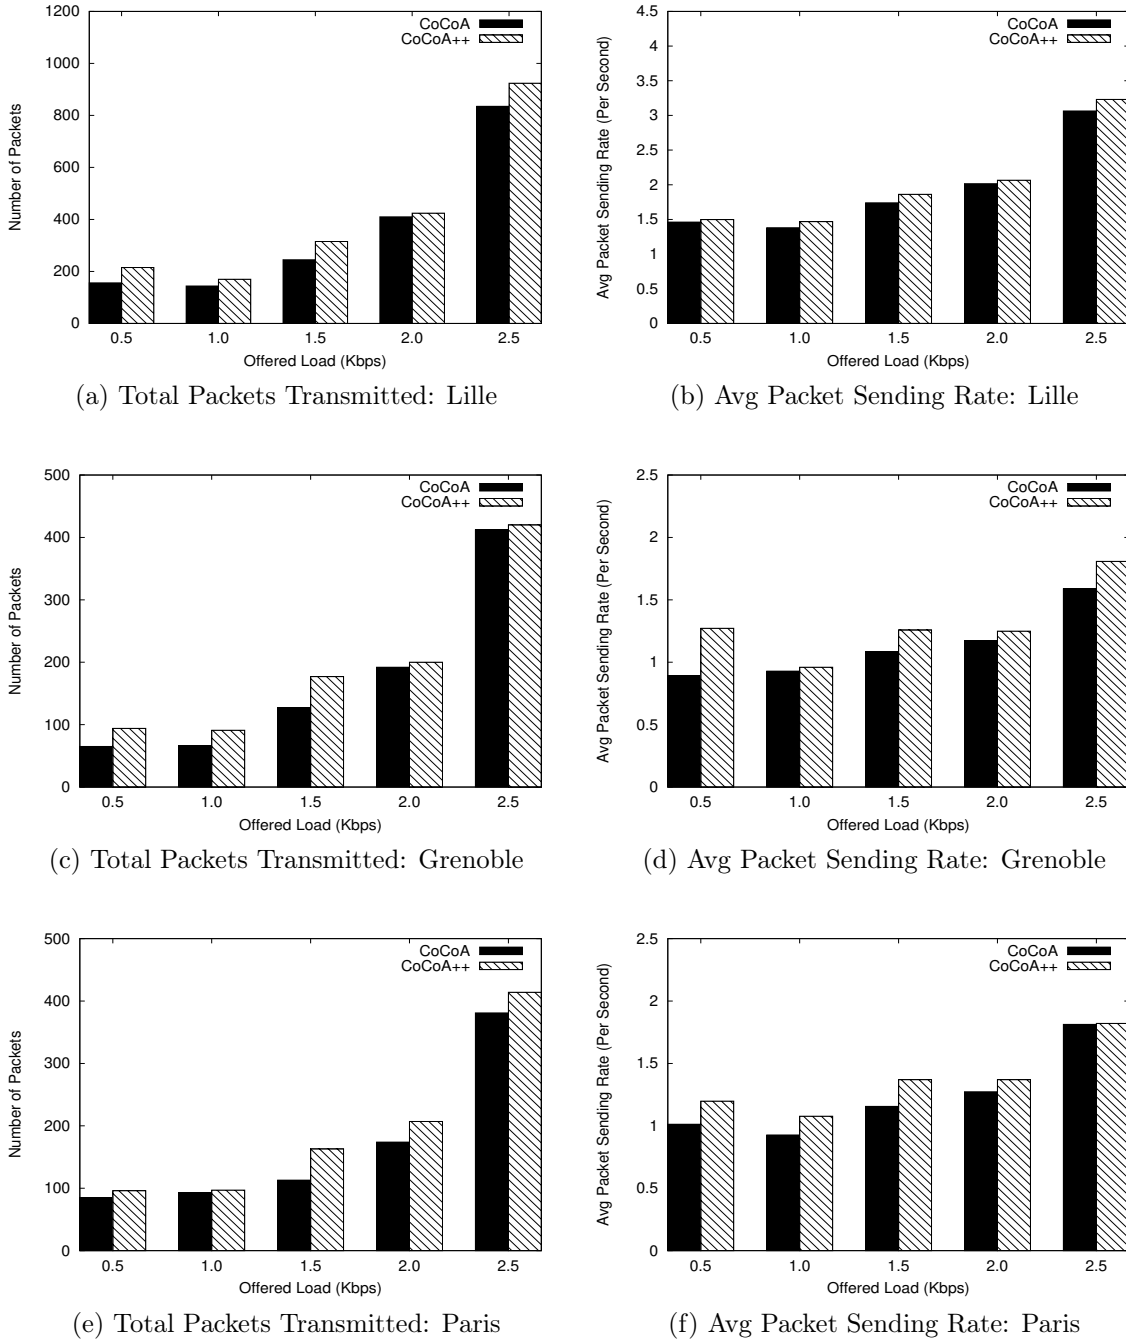 1200
1000
800
600
400
200
0
Number of Packets
CoCoA
CoCoA++
0.5 1.0 1.5 2.0 2.5
Offered Load (Kbps)
(a) Total Packets Transmitted: Lille
4.5
4
3.5
3
2.5
2
1.5
1
0.5
0
Avg Packet Sending Rate (Per Second)
CoCoA
CoCoA++
0.5 1.0 1.5 2.0 2.5
Offered Load (Kbps)
(b) Avg Packet Sending Rate: Lille
500
400
300
200
100
0
Number of Packets
CoCoA
CoCoA++
0.5 1.0 1.5 2.0 2.5
Offered Load (Kbps)
(c) Total Packets Transmitted: Grenoble
2.5
2
1.5
1
0.5
0
Avg Packet Sending Rate (Per Second)
CoCoA
CoCoA++
0.5 1.0 1.5 2.0 2.5
Offered Load (Kbps)
(d) Avg Packet Sending Rate: Grenoble
500
400
300
200
100
0
Number of Packets
CoCoA
CoCoA++
0.5 1.0 1.5 2.0 2.5
Offered Load (Kbps)
(e) Total Packets Transmitted: Paris
2.5
2
1.5
1
0.5
0
Avg Packet Sending Rate (Per Second)
CoCoA
CoCoA++
0.5 1.0 1.5 2.0 2.5
Offered Load (Kbps)
(f) Avg Packet Sending Rate: Paris